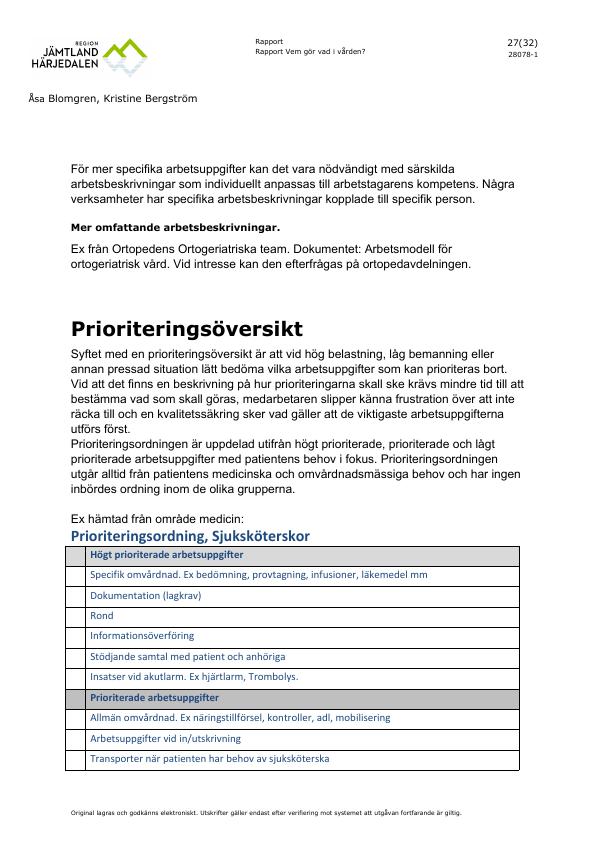 REGION
JÄMTLAND
HÄRJEDALEN
Rapport
Rapport Vem gör vad i vården?
27(32)
28078-1
Åsa Blomgren, Kristine Bergström
För mer specifika arbetsuppgifter kan det vara nödvändigt med särskilda
arbetsbeskrivningar som individuellt anpassas till arbetstagarens kompetens. Några
verksamheter har specifika arbetsbeskrivningar kopplade till specifik person.
Mer omfattande arbetsbeskrivningar.
Ex från Ortopedens Ortogeriatriska team. Dokumentet: Arbetsmodell för
ortogeriatrisk vård. Vid intresse kan den efterfrågas på ortopedavdelningen.
Prioriteringsöversikt
Syftet med en prioriteringsöversikt är att vid hög belastning, låg bemanning eller
annan pressad situation lätt bedöma vilka arbetsuppgifter som kan prioriteras bort.
Vid att det finns en beskrivning på hur prioriteringarna skall ske krävs mindre tid till att
bestämma vad som skall göras, medarbetaren slipper känna frustration över att inte
räcka till och en kvalitetssäkring sker vad gäller att de viktigaste arbetsuppgifterna
utförs först.
Prioriteringsordningen är uppdelad utifrån högt prioriterade, prioriterade och lågt
prioriterade arbetsuppgifter med patientens behov i fokus. Prioriteringsordningen
utgår alltid från patientens medicinska och omvårdnadsmässiga behov och har ingen
inbördes ordning inom de olika grupperna.
Ex hämtad från område medicin:
Prioriteringsordning, Sjuksköterskor
Högt prioriterade arbetsuppgifter
Specifik omvårdnad. Ex bedömning, provtagning, infusioner, läkemedel mm
Dokumentation (lagkrav)
Rond
Informationsöverföring
Stödjande samtal med patient och anhöriga
Insatser vid akutlarm. Ex hjärtlarm, Trombolys.
Prioriterade arbetsuppgifter
Allmän omvårdnad. Ex näringstillförsel, kontroller, adl, mobilisering
Arbetsuppgifter vid in/utskrivning
Transporter när patienten har behov av sjuksköterska
Original lagras och godkänns elektroniskt. Utskrifter gäller endast efter verifiering mot systemet att utgåvan fortfarande är giltig.